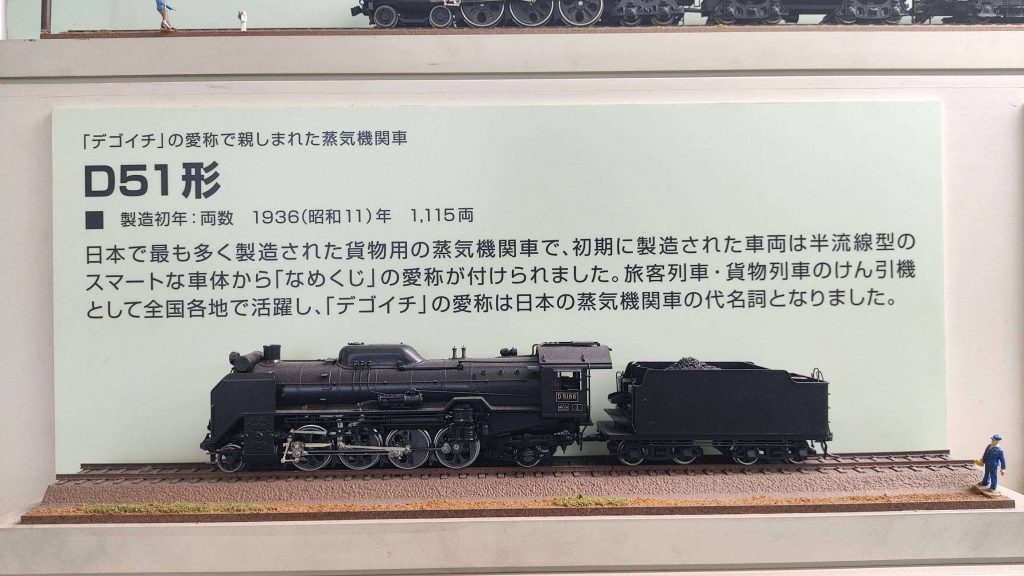 「デゴイチ」の愛称で親しまれた蒸気機関車
D51形
■ 製造初年：両数 1936（昭和11）年 1,115両
日本で最も多く製造された貨物用の蒸気機関車で、初期に製造された車両は半流線型の
スマートな車体から「なめくじ」の愛称が付けられました。旅客列車・貨物列車のけん引機
として全国各地で活躍し、「デゴイチ」の愛称は日本の蒸気機関車の代名詞となりました。
D5186